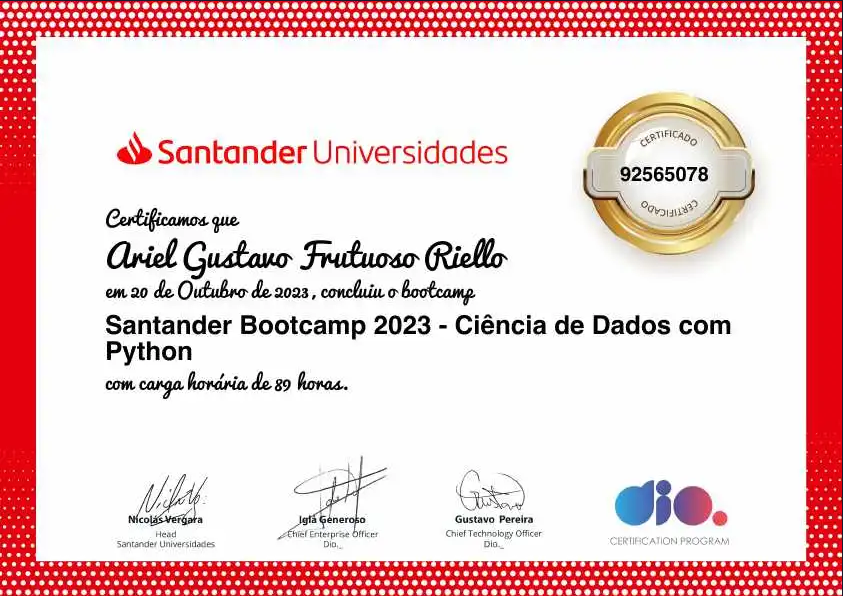 Santander Universidades
CERTIFICADO
92565078
CERTIFICADO
Certificamos que
Ariel Gustavo Frutuoso Riello
em 20 de Outubro de 2023, concluiu o bootcamp
Santander Bootcamp 2023 - Ciência de Dados com
Python
com carga horária de 89 horas.
Nicolás Vergara
Head
Santander Universidades
Iglá Generoso
Chief Enterprise Officer
Dio._
Gustavo Pereira
Chief Technology Officer
Dio._
dio.
CERTIFICATION PROGRAM